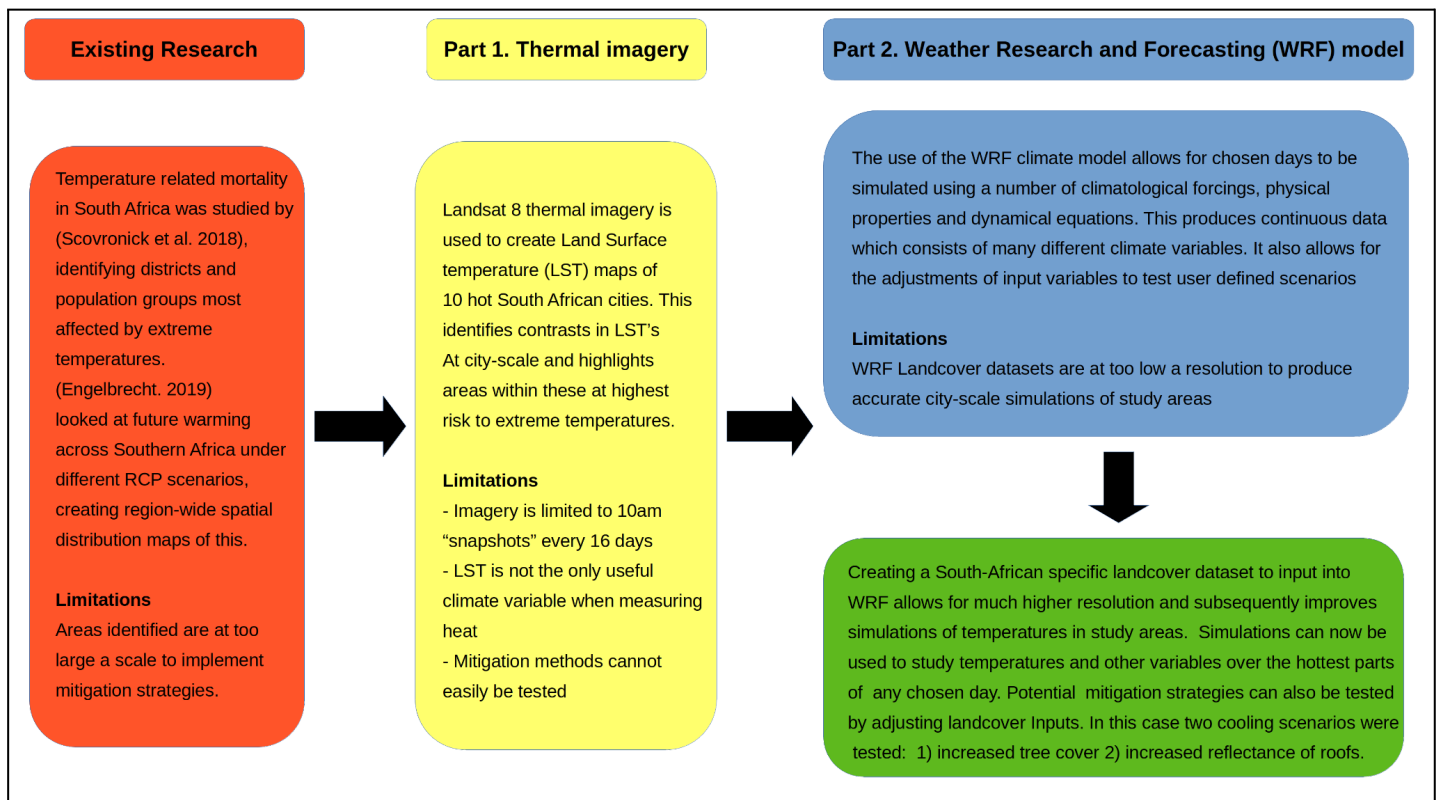 Existing Research
Temperature related mortality
in South Africa was studied by
(Scovronick et al. 2018),
identifying districts and
population groups most
affected by extreme
temperatures.
(Engelbrecht. 2019)
looked at future warming
across Southern Africa under
different RCP scenarios,
creating region-wide spatial
distribution maps of this.
Limitations
Areas identified are at too
large a scale to implement
mitigation strategies.
Part 1. Thermal imagery
Landsat 8 thermal imagery is
used to create Land Surface
temperature (LST) maps of
10 hot South African cities. This
identifies contrasts in LST’s
At city-scale and highlights
areas within these at highest
risk to extreme temperatures.
Limitations
- Imagery is limited to 10am
“snapshots” every 16 days
- LST is not the only useful
climate variable when measuring
heat
- Mitigation methods cannot
easily be tested
Part 2. Weather Research and Forecasting (WRF) model
The use of the WRF climate model allows for chosen days to be
simulated using a number of climatological forcings, physical
properties and dynamical equations. This produces continuous data
which consists of many different climate variables. It also allows for
the adjustments of input variables to test user defined scenarios
Limitations
WRF Landcover datasets are at too low a resolution to produce
accurate city-scale simulations of study areas
Creating a South-African specific landcover dataset to input into
WRF allows for much higher resolution and subsequently improves
simulations of temperatures in study areas.  Simulations can now be
used to study temperatures and other variables over the hottest parts
of  any chosen day. Potential  mitigation strategies can also be tested
by adjusting landcover Inputs. In this case two cooling scenarios were
tested:  1) increased tree cover 2) increased reflectance of roofs.